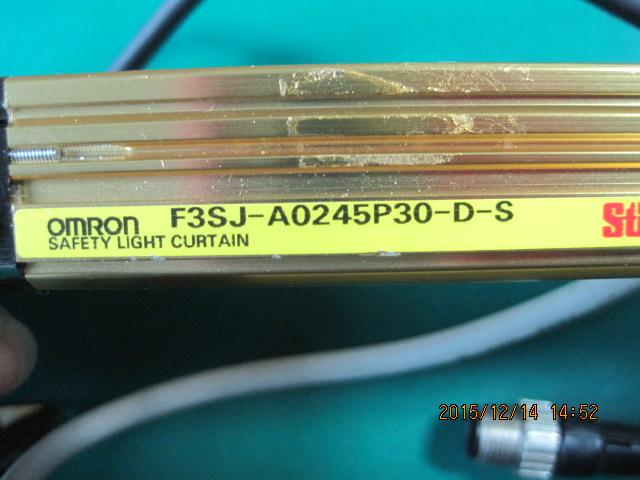 OMRON F3SJ-A0245P30-D-S
SAFETY LIGHT CURTAIN
2015/12/14 14:52